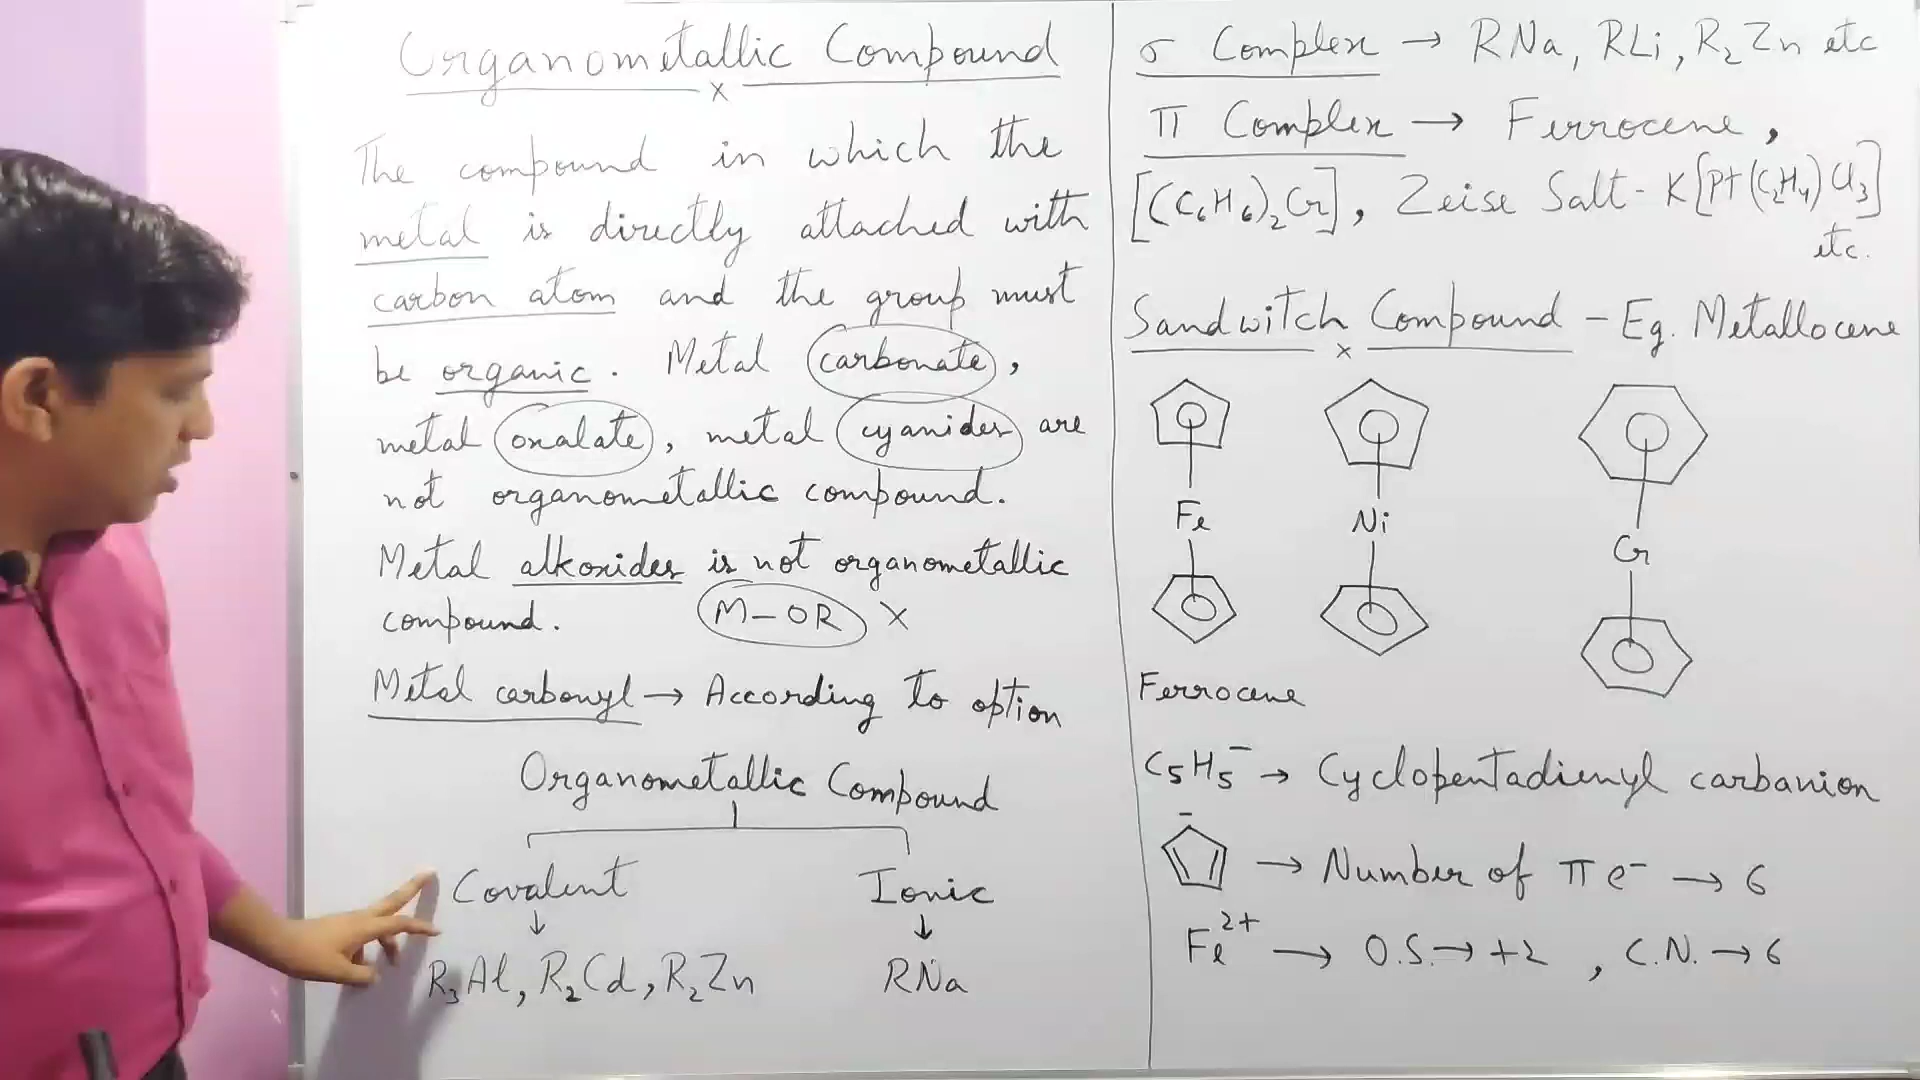 Organometallic Compound
x
The compound in which the
metal is directly attached with
carbon atom and the group must
be organic. Metal carbonate,
metal oxalate, metal cyanides are
not organometallic compound.
Metal alkoxides is not organometallic
compound. M-OR X
Metal carbonyl → According to option
Organometallic Compound
Covalent Ionic
↓ ↓
R₃Al, R₂Cd, R₂Zn RNa
σ Complex → RNa, RLi, R₂Zn etc
π Complex → Ferrocene,
[(C₆H₆)₂Cr], Zeise Salt - K[Pt(C₂H₄)Cl₃]
etc.
Sandwitch Compound - Eg. Metallocene
x
Fe Ni Cr
Ferrocene
C₅H₅⁻ → Cyclopentadienyl carbanion
- → Number of π e⁻ → 6
Fe²⁺ → O.S. → +2, C.N. → 6